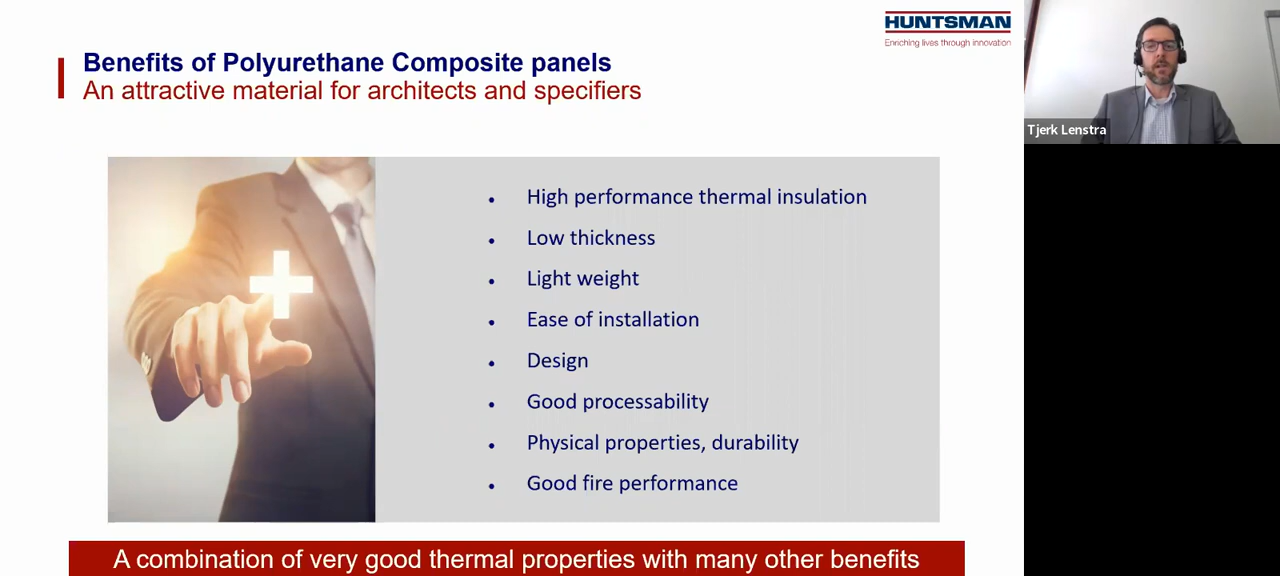 HUNTSMAN
Enriching lives through innovation
Benefits of Polyurethane Composite panels
An attractive material for architects and specifiers
Tjerk Lenstra
• High performance thermal insulation
• Low thickness
• Light weight
• Ease of installation
• Design
• Good processability
• Physical properties, durability
• Good fire performance
A combination of very good thermal properties with many other benefits